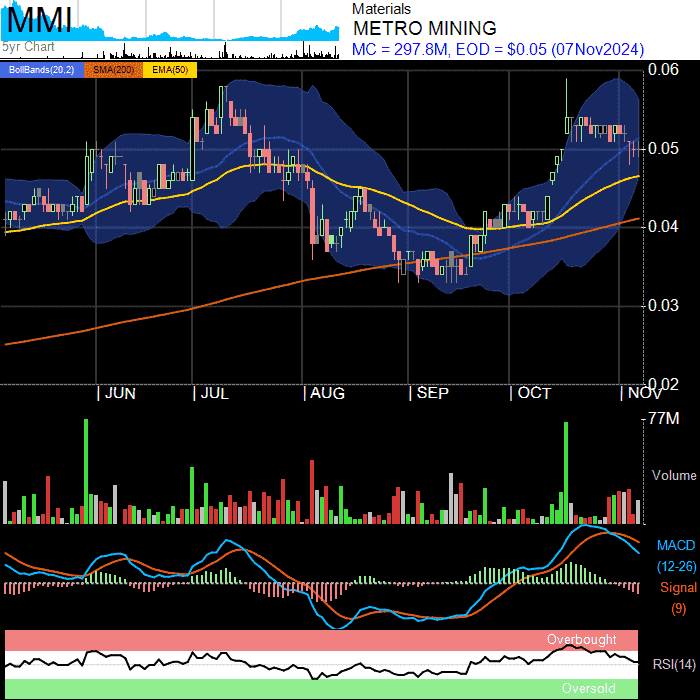 MMI
5yr Chart
Materials
METRO MINING
MC = 297.8M, EOD = $0.05 (07Nov2024)
BollBands(20,2) SMA(200) EMA(50)
0.06
0.05
0.04
0.03
0.02
JUN JUL AUG SEP OCT NOV
77M
Volume
MACD
(12-26)
Signal
(9)
Overbought
RSI(14)
Oversold